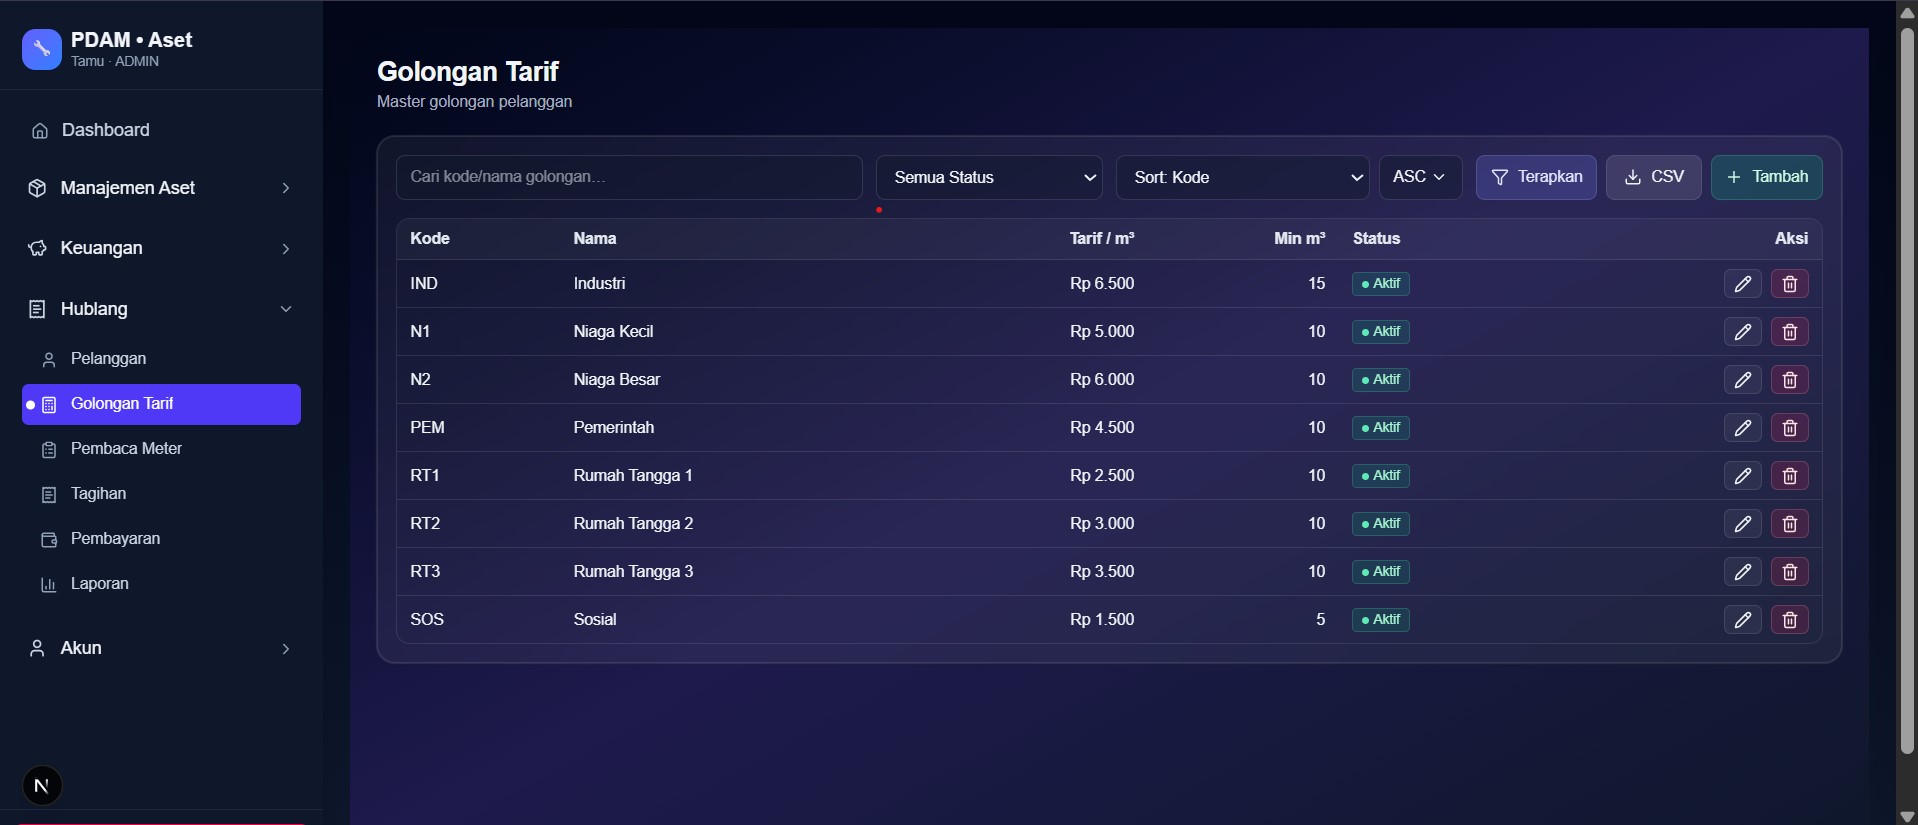 PDAM • Aset
Tamu · ADMIN
Dashboard
Manajemen Aset
Keuangan
Hublang
Pelanggan
Golongan Tarif
Pembaca Meter
Tagihan
Pembayaran
Laporan
Akun
N
Golongan Tarif
Master golongan pelanggan
Cari kode/nama golongan… Semua Status Sort: Kode ASC Terapkan CSV + Tambah
Kode Nama Tarif / m³ Min m³ Status Aksi
IND Industri Rp 6.500 15 Aktif
N1 Niaga Kecil Rp 5.000 10 Aktif
N2 Niaga Besar Rp 6.000 10 Aktif
PEM Pemerintah Rp 4.500 10 Aktif
RT1 Rumah Tangga 1 Rp 2.500 10 Aktif
RT2 Rumah Tangga 2 Rp 3.000 10 Aktif
RT3 Rumah Tangga 3 Rp 3.500 10 Aktif
SOS Sosial Rp 1.500 5 Aktif